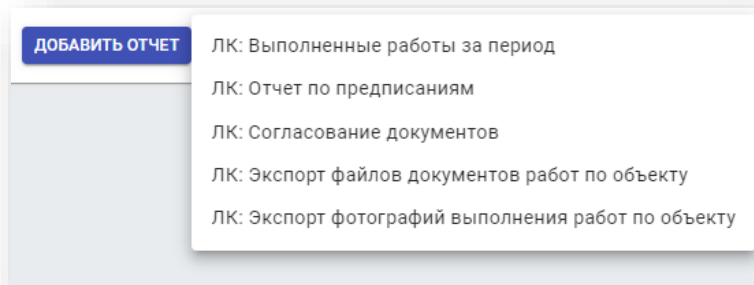 ДОБАВИТЬ ОТЧЕТ
ЛК: Выполненные работы за период
ЛК: Отчет по предписаниям
ЛК: Согласование документов
ЛК: Экспорт файлов документов работ по объекту
ЛК: Экспорт фотографий выполнения работ по объекту